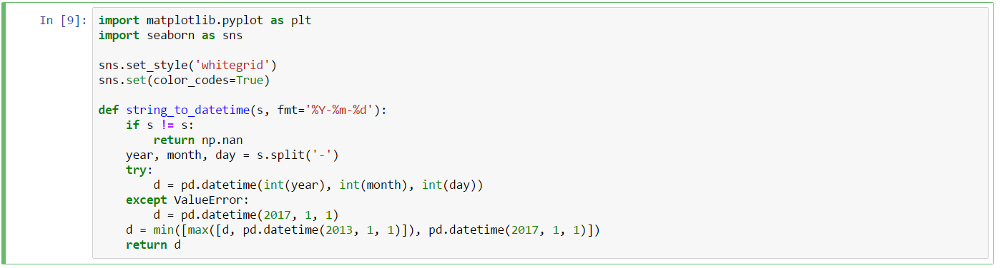 In [9]: import matplotlib.pyplot as plt
import seaborn as sns

sns.set_style('whitegrid')
sns.set(color_codes=True)

def string_to_datetime(s, fmt='%Y-%m-%d'):
    if s != s:
        return np.nan
    year, month, day = s.split('-')
    try:
        d = pd.datetime(int(year), int(month), int(day))
    except ValueError:
        d = pd.datetime(2017, 1, 1)
    d = min([max([d, pd.datetime(2013, 1, 1)]), pd.datetime(2017, 1, 1)])
    return d